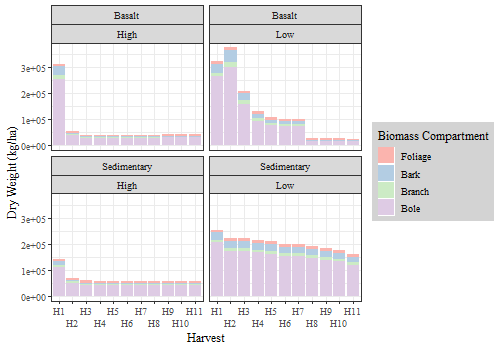 Basalt
Basalt
High
Low
3e+05
2e+05
1e+05
0e+00
Sedimentary
Sedimentary
High
Low
3e+05
2e+05
1e+05
0e+00
H1 H3 H5 H7 H9 H11 H1 H3 H5 H7 H9 H11
H2 H4 H6 H8 H10 H2 H4 H6 H8 H10
Harvest
Dry Weight (kg/ha)
Biomass Compartment
Foliage
Bark
Branch
Bole